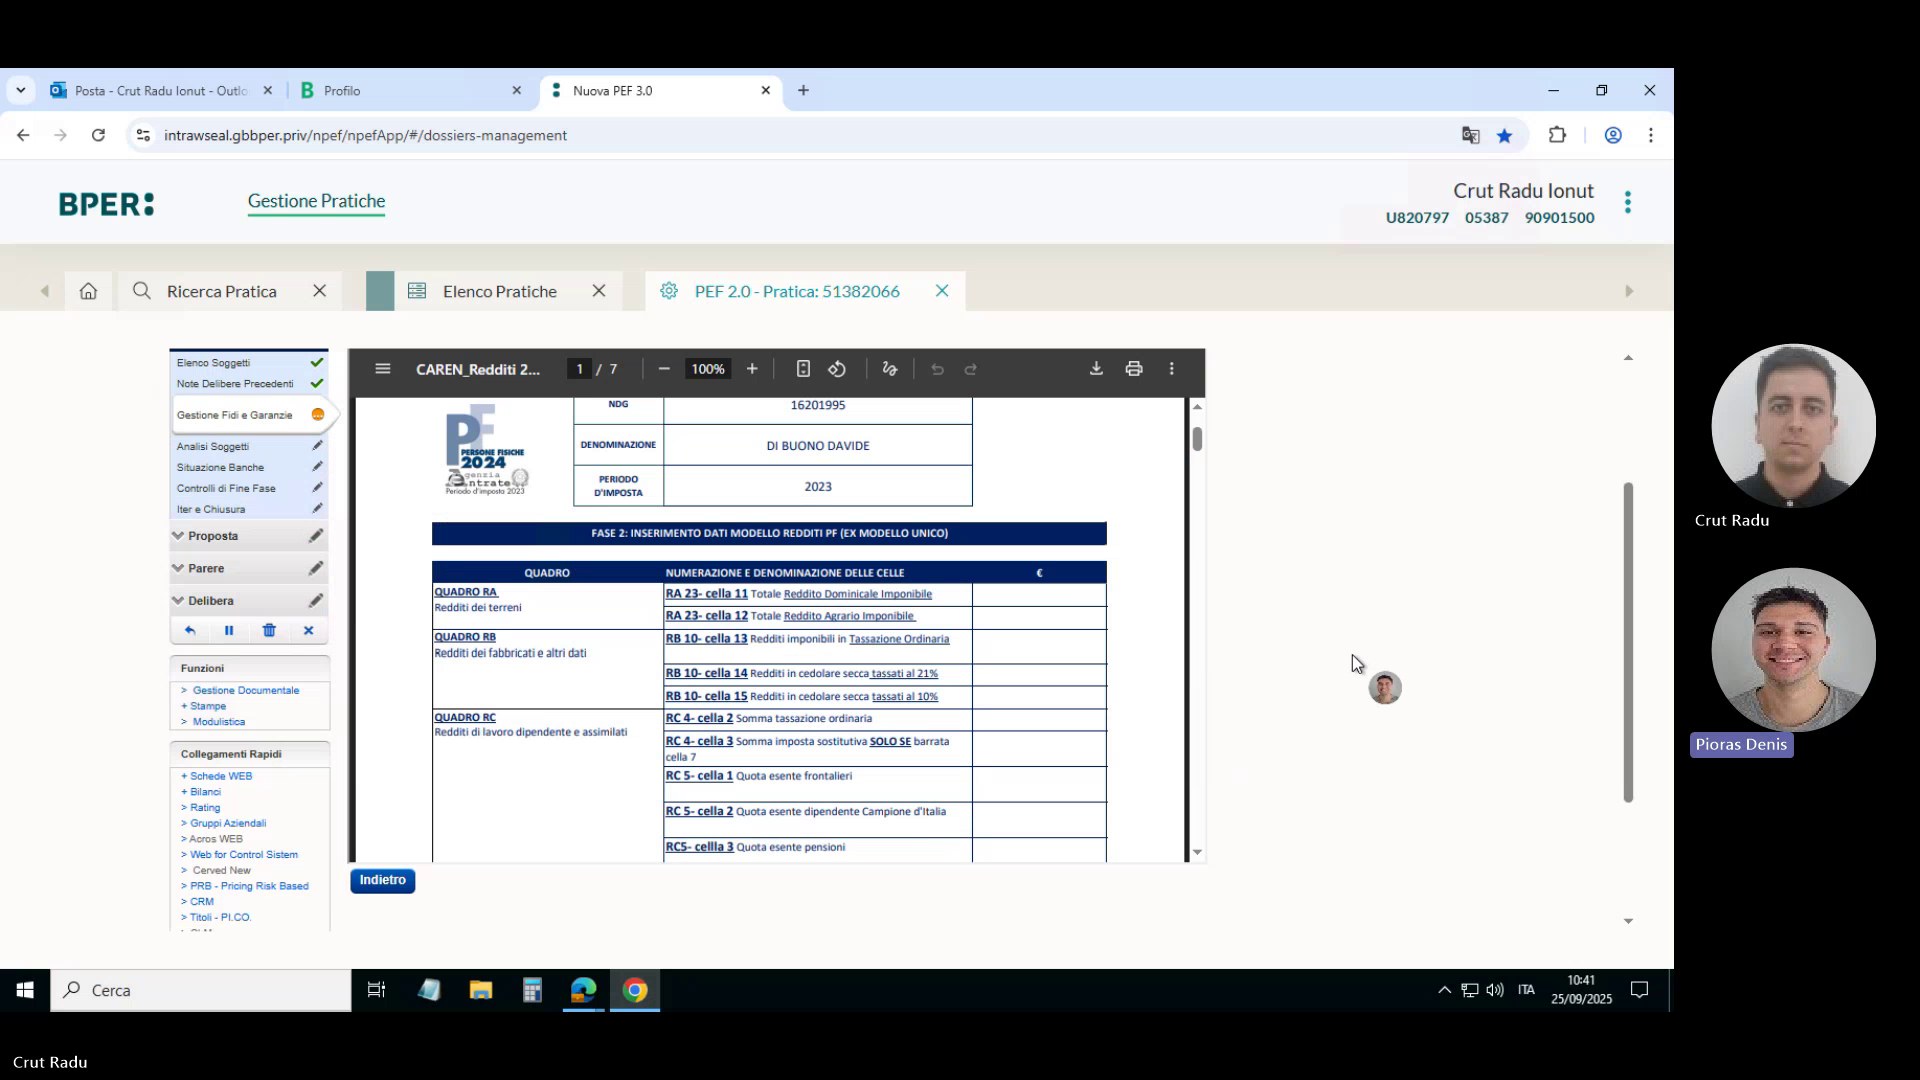 Posta - Crut Radu Ionut - Outlo
Profilo
Nuova PEF 3.0
intrawseal.gbbper.priv/npef/npefApp/#/dossiers-management
BPER:
Gestione Pratiche
Crut Radu Ionut
U820797 05387 90901500
Ricerca Pratica
Elenco Pratiche
PEF 2.0 - Pratica: 51382066
Elenco Soggetti
Note Delibere Precedenti
Gestione Fidi e Garanzie
Analisi Soggetti
Situazione Banche
Controlli di Fine Fase
Iter e Chiusura
Proposta
Parere
Delibera
Funzioni
> Gestione Documentale
+ Stampe
> Modulistica
Collegamenti Rapidi
+ Schede WEB
+ Bilanci
> Rating
> Gruppi Aziendali
> Acros WEB
> Web for Control Sistem
> Cerved New
> PRB - Pricing Risk Based
> CRM
> Titoli - PI.CO.
CAREN_Redditi 2...
1 / 7
100%
PF
PERSONE FISICHE
2024
genzia
ntrate
Periodo d'imposta 2023
NDG 16201995
DENOMINAZIONE DI BUONO DAVIDE
PERIODO
D'IMPOSTA
2023
FASE 2: INSERIMENTO DATI MODELLO REDDITI PF (EX MODELLO UNICO)
QUADRO NUMERAZIONE E DENOMINAZIONE DELLE CELLE €
QUADRO RA
Redditi dei terreni
RA 23- cella 11 Totale Reddito Dominicale Imponibile
RA 23- cella 12 Totale Reddito Agrario Imponibile
QUADRO RB
Redditi dei fabbricati e altri dati
RB 10- cella 13 Redditi imponibili in Tassazione Ordinaria
RB 10- cella 14 Redditi in cedolare secca tassati al 21%
RB 10- cella 15 Redditi in cedolare secca tassati al 10%
QUADRO RC
Redditi di lavoro dipendente e assimilati
RC 4- cella 2 Somma tassazione ordinaria
RC 4- cella 3 Somma imposta sostitutiva SOLO SE barrata
cella 7
RC 5- cella 1 Quota esente frontalieri
RC 5- cella 2 Quota esente dipendente Campione d'Italia
RC5- cellla 3 Quota esente pensioni
Indietro
Crut Radu
Pioras Denis
Cerca
ITA
10:41
25/09/2025
Crut Radu